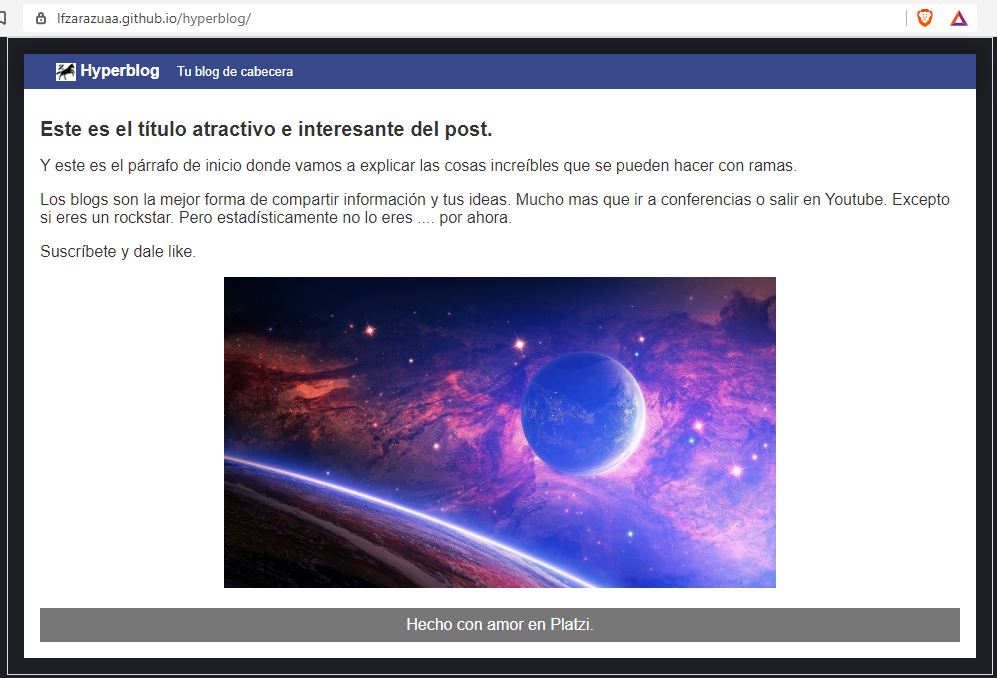 lfzarazuaa.github.io/hyperblog/
Hyperblog Tu blog de cabecera
Este es el título atractivo e interesante del post.
Y este es el párrafo de inicio donde vamos a explicar las cosas increíbles que se pueden hacer con ramas.
Los blogs son la mejor forma de compartir información y tus ideas. Mucho mas que ir a conferencias o salir en Youtube. Excepto
si eres un rockstar. Pero estadísticamente no lo eres .... por ahora.
Suscríbete y dale like.
Hecho con amor en Platzi.